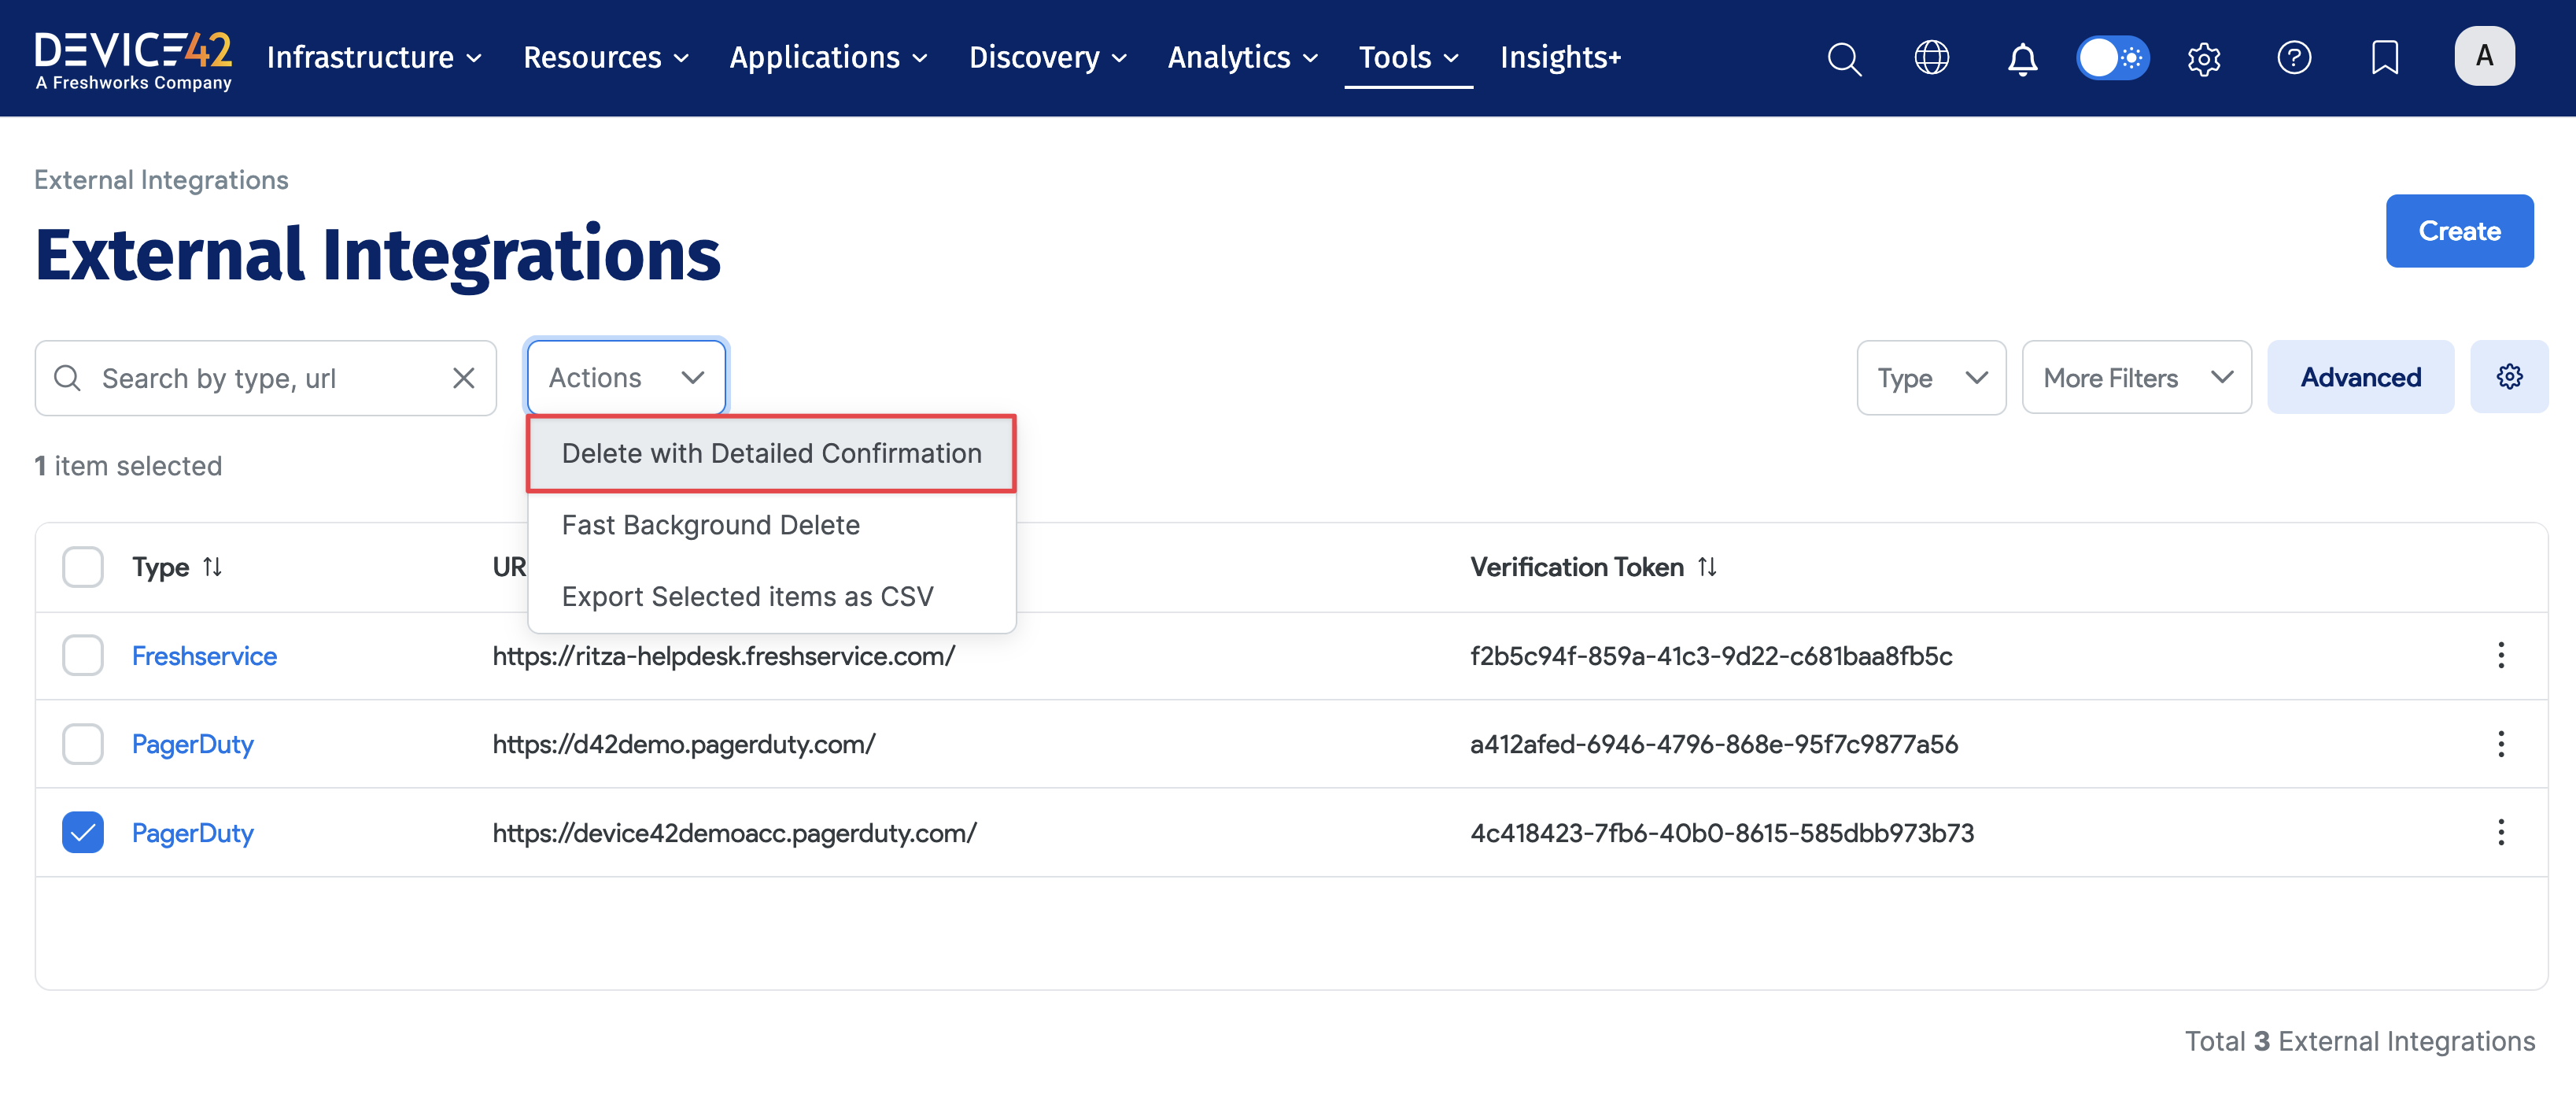 DEVICE42
A Freshworks Company
Infrastructure
Resources
Applications
Discovery
Analytics
Tools
Insights+
A
External Integrations
External Integrations
Create
Search by type, url
Actions
Type
More Filters
Advanced
Delete with Detailed Confirmation
Fast Background Delete
Export Selected items as CSV
1 item selected
Type
UR
Verification Token
Freshservice
https://ritza-helpdesk.freshservice.com/
f2b5c94f-859a-41c3-9d22-c681baa8fb5c
PagerDuty
https://d42demo.pagerduty.com/
a412afed-6946-4796-868e-95f7c9877a56
PagerDuty
https://device42demoacc.pagerduty.com/
4c418423-7fb6-40b0-8615-585dbb973b73
Total 3 External Integrations